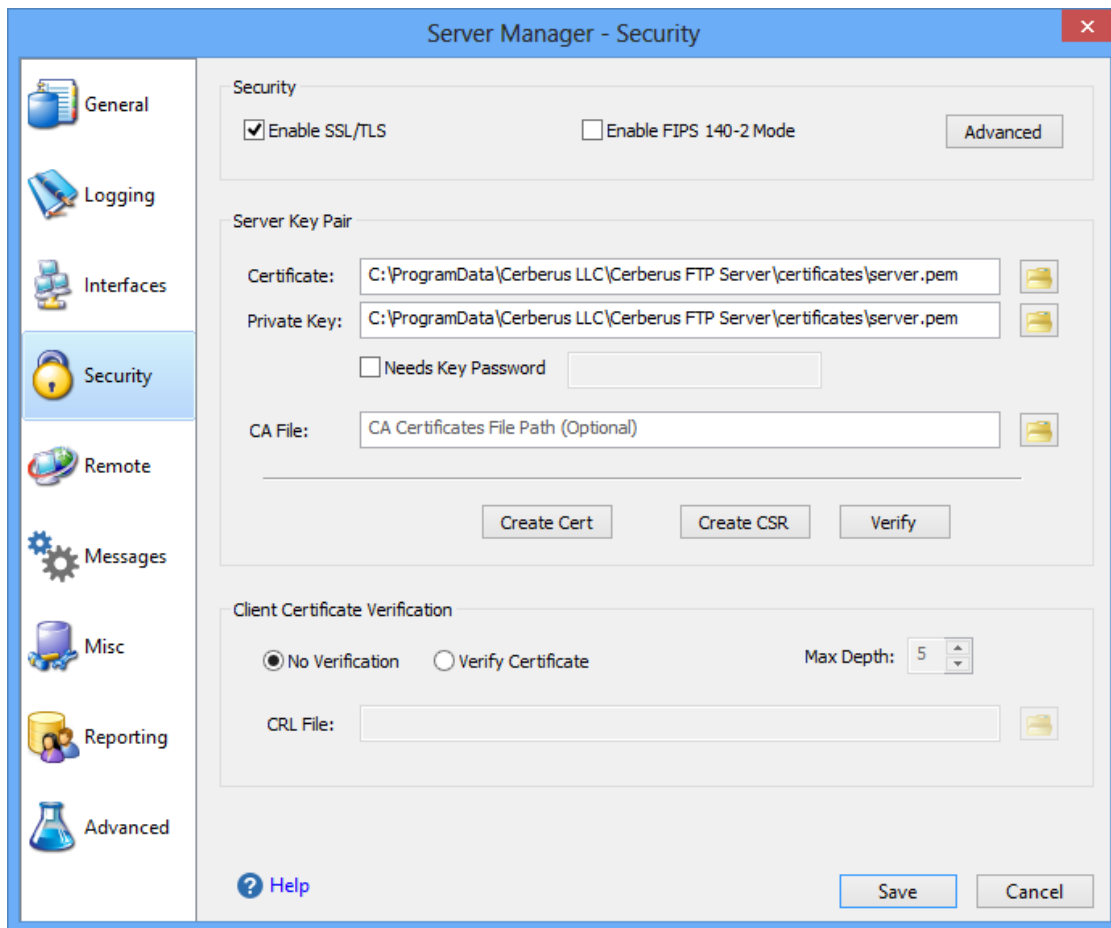 Server Manager - Security
General
Logging
Interfaces
Security
Remote
Messages
Misc
Reporting
Advanced
Security
Enable SSL/TLS
Enable FIPS 140-2 Mode
Advanced
Server Key Pair
Certificate: C:\ProgramData\Cerberus LLC\Cerberus FTP Server\certificates\server.pem
Private Key: C:\ProgramData\Cerberus LLC\Cerberus FTP Server\certificates\server.pem
Needs Key Password
CA File: CA Certificates File Path (Optional)
Create Cert
Create CSR
Verify
Client Certificate Verification
No Verification
Verify Certificate
Max Depth: 5
CRL File:
Help
Save
Cancel